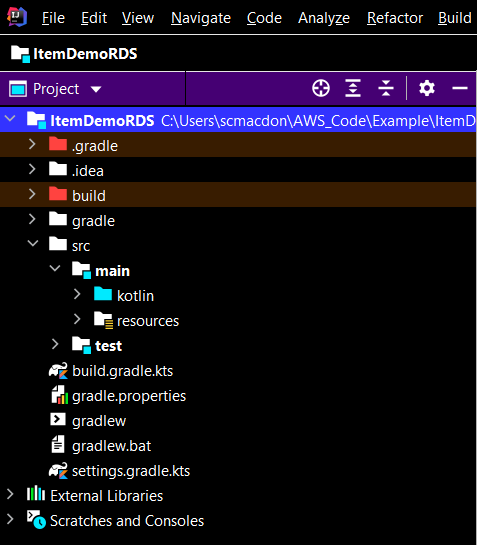 File Edit View Navigate Code Analyze Refactor Build
ItemDemoRDS
Project
ItemDemoRDS C:\Users\scmacdon\AWS_Code\Example\ItemD
.gradle
.idea
build
gradle
src
main
kotlin
resources
test
build.gradle.kts
gradle.properties
gradlew
gradlew.bat
settings.gradle.kts
External Libraries
Scratches and Consoles